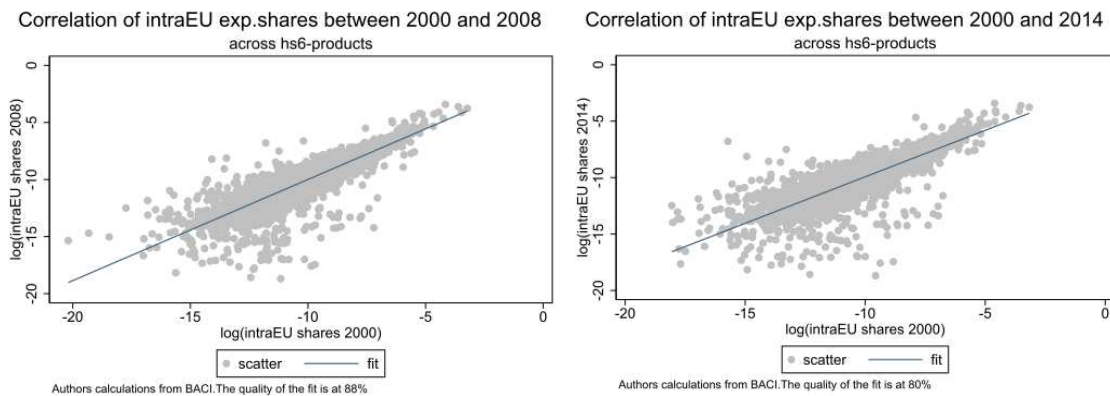 Correlation of intraEU exp.shares between 2000 and 2008
across hs6-products
log(intraEU shares 2008)
0
-5
-10
-15
-20
-20 -15 -10 -5 0
log(intraEU shares 2000)
scatter fit
Authors calculations from BACI.The quality of the fit is at 88%
Correlation of intraEU exp.shares between 2000 and 2014
across hs6-products
log(intraEU shares 2014)
0
-5
-10
-15
-20
-20 -15 -10 -5 0
log(intraEU shares 2000)
scatter fit
Authors calculations from BACI.The quality of the fit is at 80%